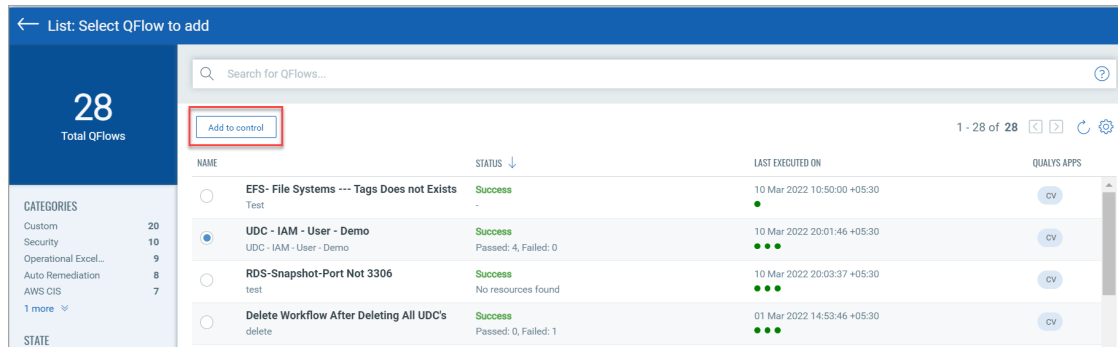 ← List: Select QFlow to add
28
Total QFlows
Search for QFlows...
Add to control
1 - 28 of 28
NAME
STATUS ↓
LAST EXECUTED ON
QUALYS APPS
EFS- File Systems --- Tags Does not Exists
Success
10 Mar 2022 10:50:00 +05:30
CV
Test
-
UDC - IAM - User - Demo
Success
10 Mar 2022 20:01:46 +05:30
CV
UDC - IAM - User - Demo
Passed: 4, Failed: 0
RDS-Snapshot-Port Not 3306
Success
10 Mar 2022 20:03:37 +05:30
CV
test
No resources found
Delete Workflow After Deleting All UDC's
Success
01 Mar 2022 14:53:46 +05:30
CV
delete
Passed: 0, Failed: 1
CATEGORIES
Custom 20
Security 10
Operational Excel... 9
Auto Remediation 8
AWS CIS 7
1 more
STATE